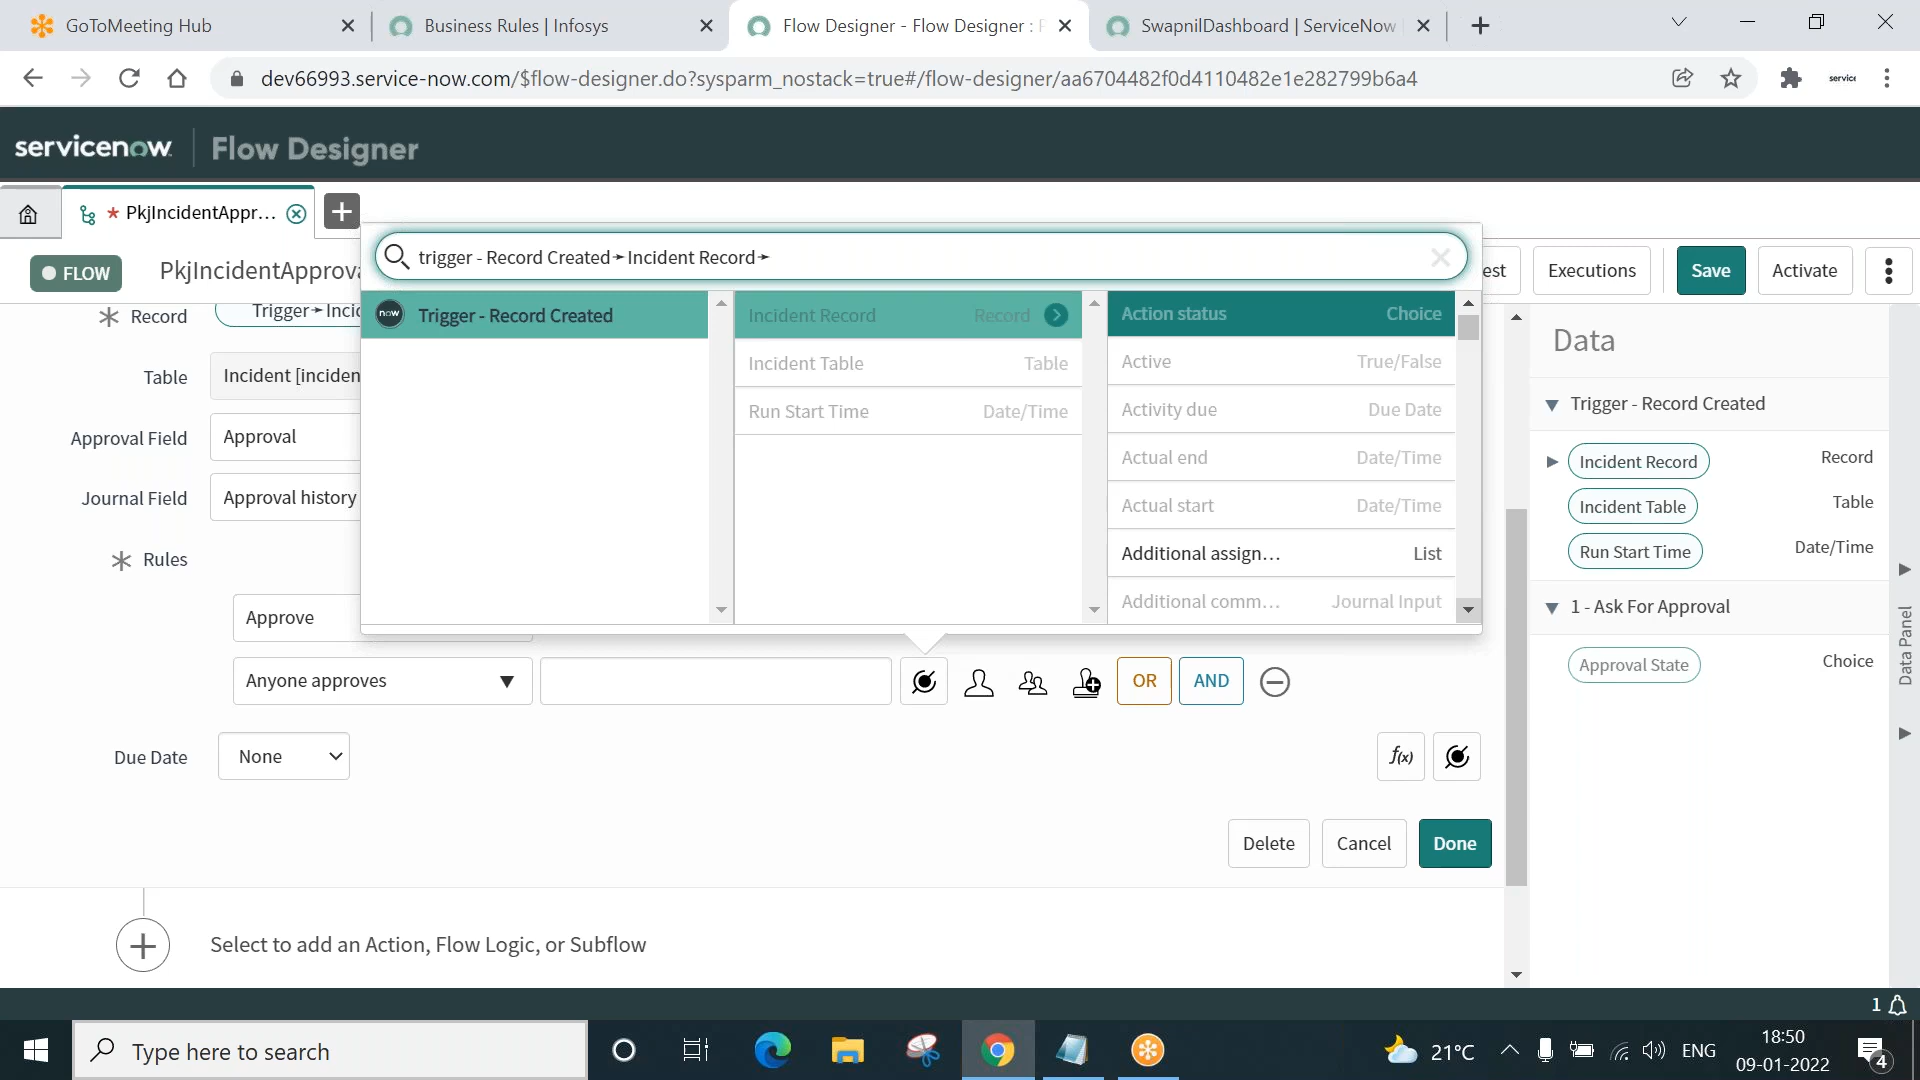 GoToMeeting Hub
Business Rules | Infosys
Flow Designer - Flow Designer :
SwapnilDashboard | ServiceNow
dev66993.service-now.com/$flow-designer.do?sysparm_nostack=true#/flow-designer/aa6704482f0d4110482e1e282799b6a4
servicenow
Flow Designer
* PkjIncidentAppr...
trigger - Record Created➛Incident Record➛
FLOW
PkjIncidentApprova
est
Executions
Save
Activate
Record
Trigger➛Incid
Table
Incident [inciden
Approval Field
Approval
Journal Field
Approval history
Rules
now
Trigger - Record Created
Incident Record Record
Incident Table Table
Run Start Time Date/Time
Action status Choice
Active True/False
Activity due Due Date
Actual end Date/Time
Actual start Date/Time
Additional assign... List
Additional comm... Journal Input
Approve
Anyone approves
OR
AND
Due Date
None
f(x)
Delete
Cancel
Done
Select to add an Action, Flow Logic, or Subflow
Data
Trigger - Record Created
Incident Record Record
Incident Table Table
Run Start Time Date/Time
1 - Ask For Approval
Approval State Choice
Data Panel
1
Type here to search
21°C
ENG
18:50
09-01-2022
4